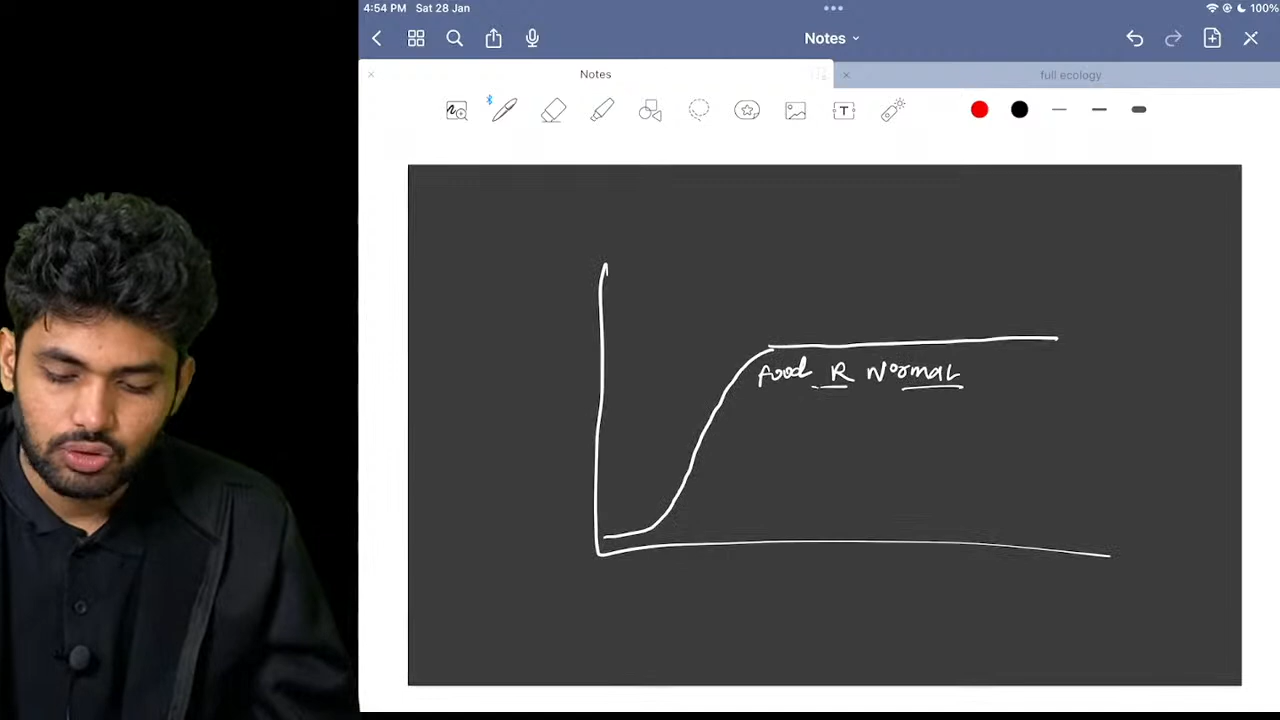 4:54 PM Sat 28 Jan
100%
Notes
Notes
full ecology
T
Food R Normal